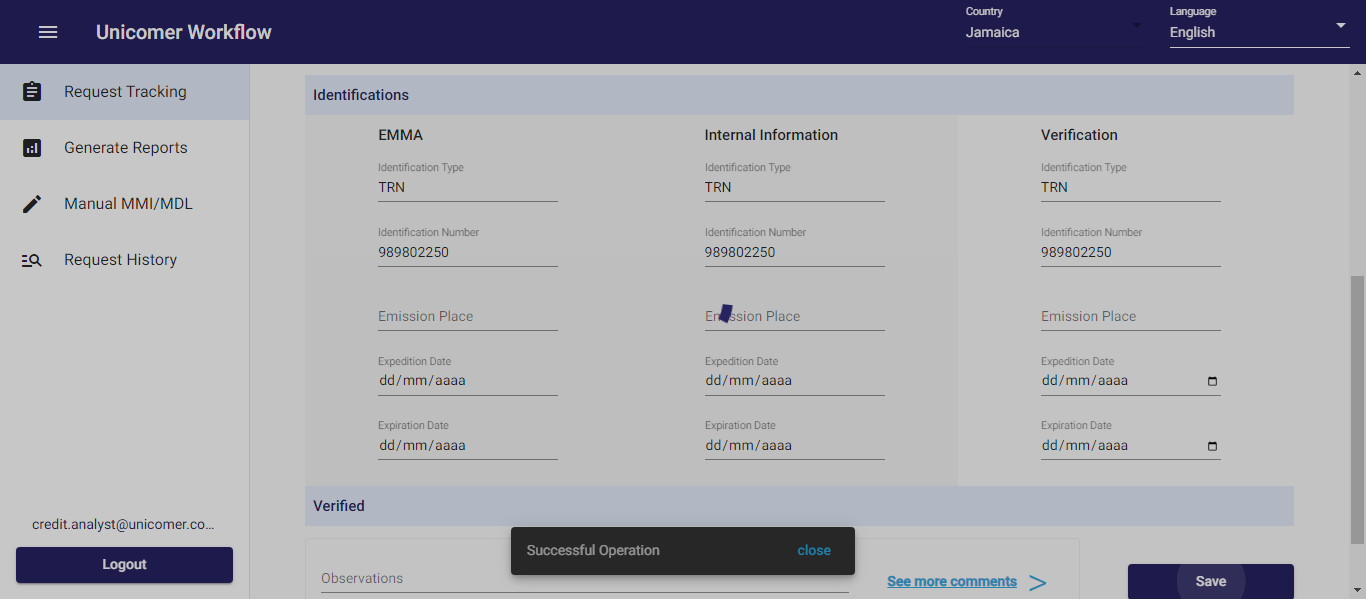 Unicomer Workflow
Country
Jamaica
Language
English
Request Tracking
Generate Reports
Manual MMI/MDL
Request History
credit.analyst@unicomer.co...
Logout
Identifications
EMMA
Internal Information
Verification
Identification Type
Identification Type
Identification Type
TRN
TRN
TRN
Identification Number
Identification Number
Identification Number
989802250
989802250
989802250
Emission Place
Emission Place
Emission Place
Expedition Date
Expedition Date
Expedition Date
dd/mm/aaaa
dd/mm/aaaa
dd/mm/aaaa
Expiration Date
Expiration Date
Expiration Date
dd/mm/aaaa
dd/mm/aaaa
dd/mm/aaaa
Verified
Successful Operation
close
Observations
See more comments
Save